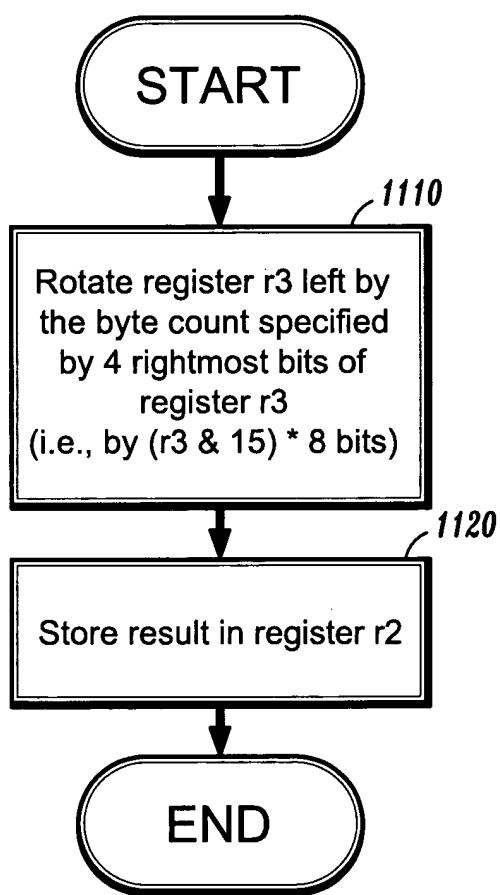 START
1110
Rotate register r3 left by
the byte count specified
by 4 rightmost bits of
register r3
(i.e., by (r3 & 15) * 8 bits)
1120
Store result in register r2
END